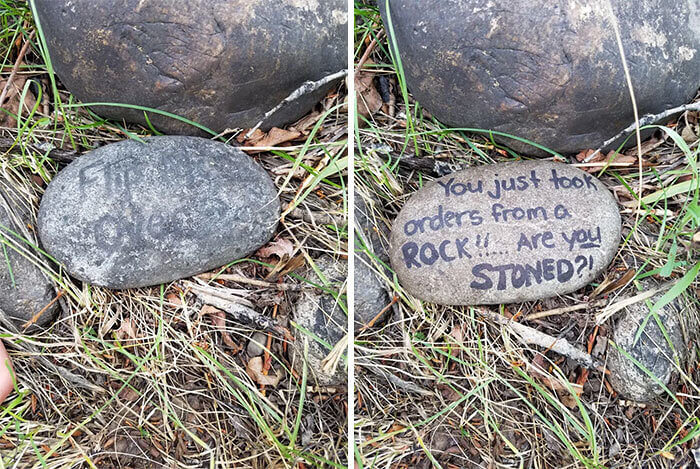 Flip
over
You just took
orders from a
ROCK!!... Are you
STONED?!